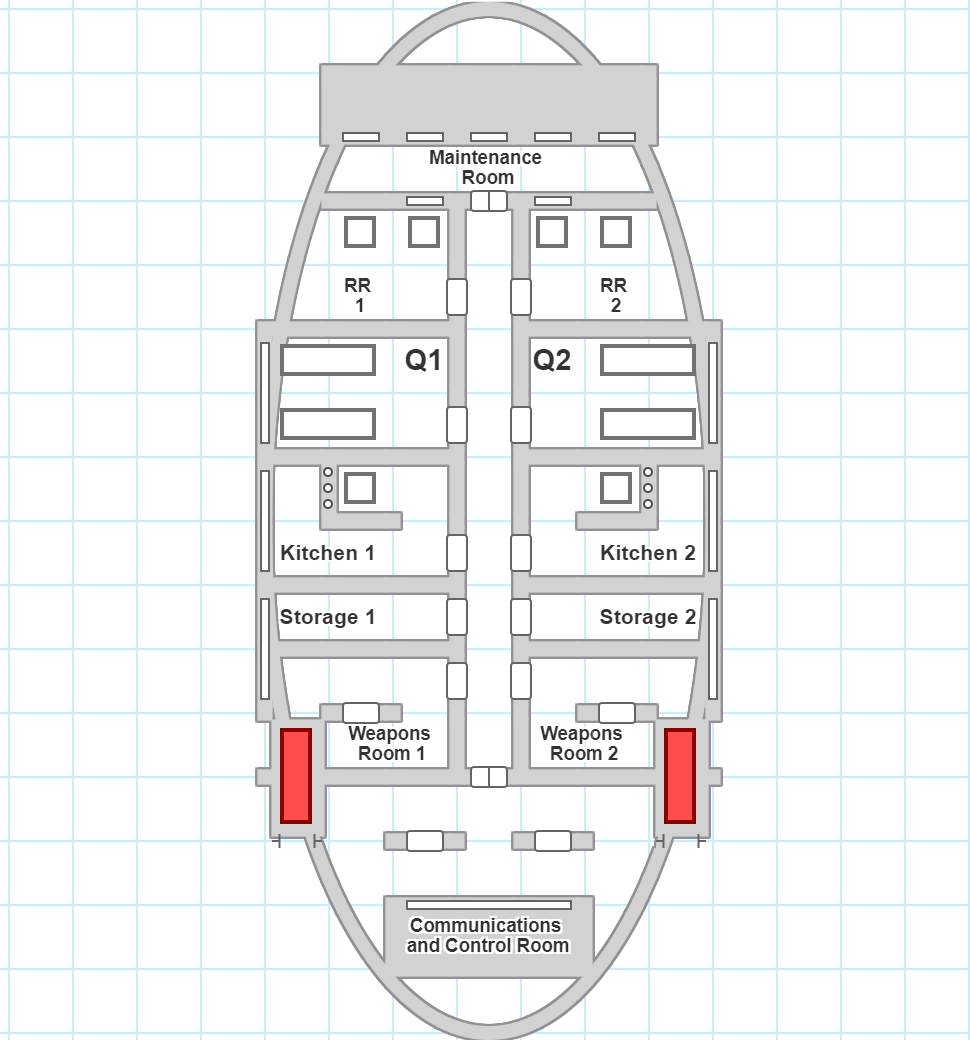 Maintenance
Room
RR
1
RR
2
Q1
Q2
Kitchen 1
Kitchen 2
Storage 1
Storage 2
Weapons
Room 1
Weapons
Room 2
Communications
and Control Room